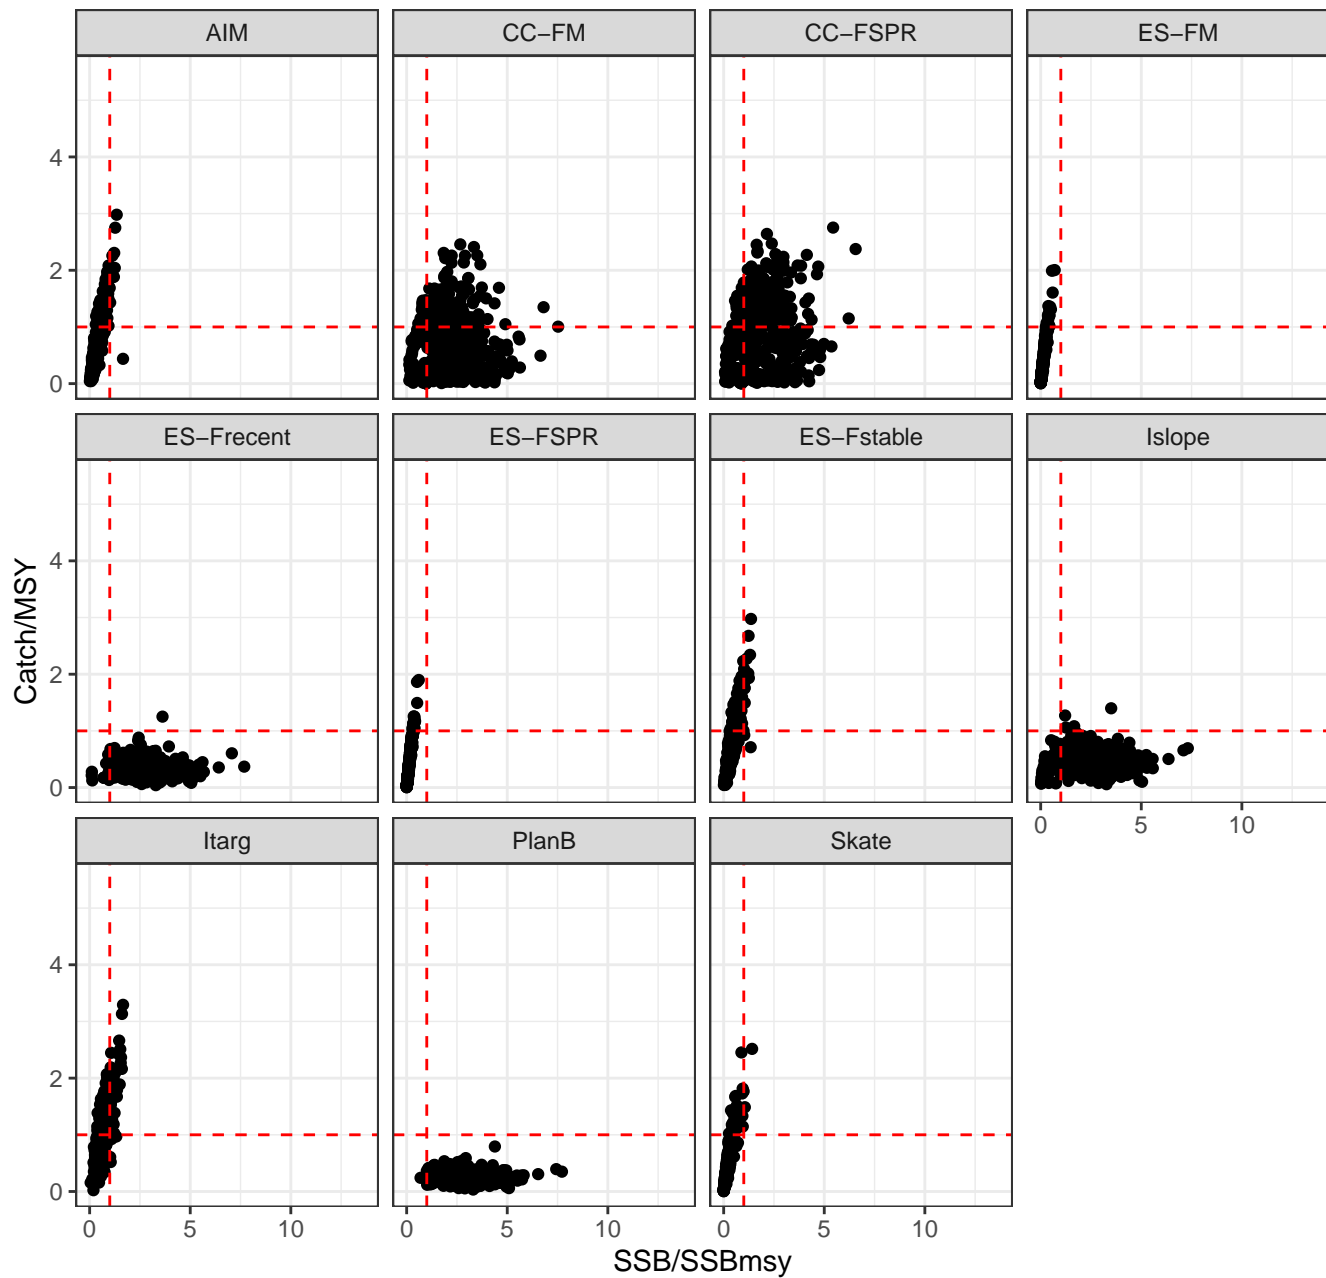 AIM
CC−FM
CC−FSPR
ES−FM
4
2
0
ES−Frecent
ES−FSPR
ES−Fstable
Islope
4
2
0
0 5 10
Itarg
PlanB
Skate
4
2
0
0 5 10
0 5 10
0 5 10
Catch/MSY
SSB/SSBmsy